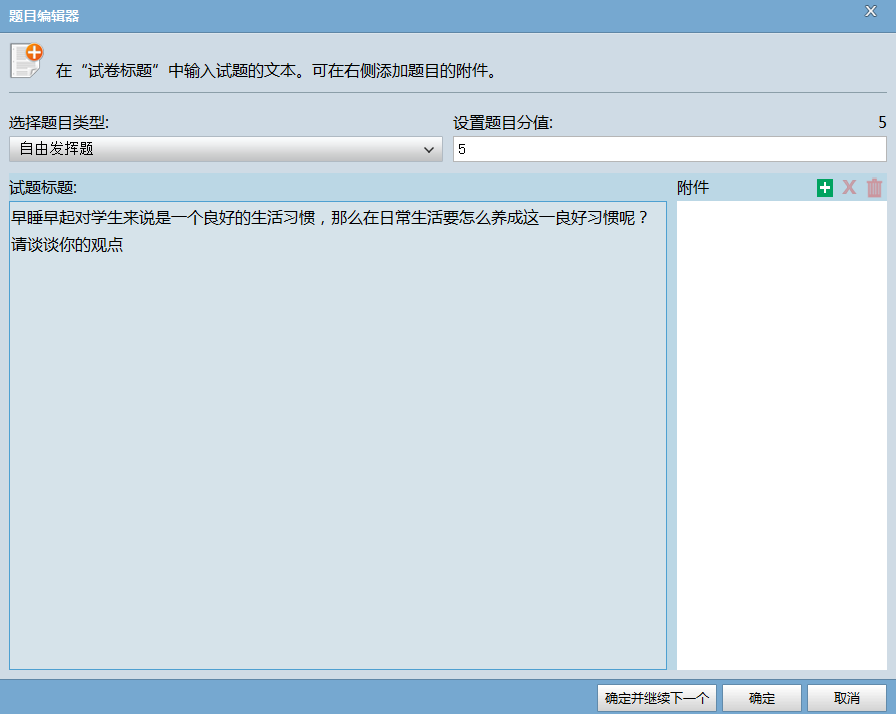 题目编辑器
X
在“试卷标题”中输入试题的文本。可在右侧添加题目的附件。
选择题目类型:
设置题目分值:
5
自由发挥题
5
试题标题:
附件
早睡早起对学生来说是一个良好的生活习惯，那么在日常生活要怎么养成这一良好习惯呢？
请谈谈你的观点
确定并继续下一个
确定
取消